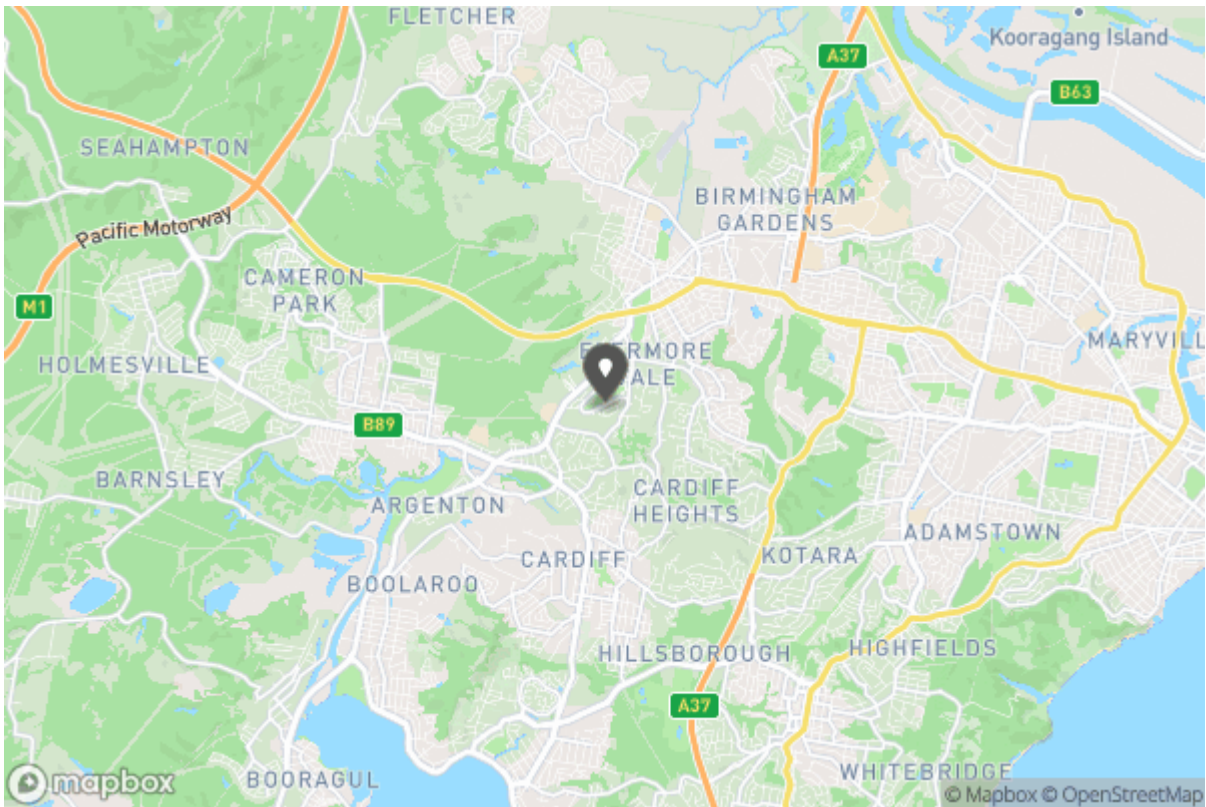 FLETCHER
Kooragang Island
A37
B63
SEAHAMPTON
BIRMINGHAM
GARDENS
Pacific Motorway
CAMERON
PARK
M1
MARYVILL
HOLMESVILLE
B89
BARNSLEY
ARGENTON
CARDIFF
HEIGHTS
ADAMSTOWN
CARDIFF
KOTARA
BOOLAROO
HILLSBOROUGH
HIGHFIELDS
A37
BOORAGUL
WHITEBRIDGE
mapbox
© Mapbox © OpenStreetMap